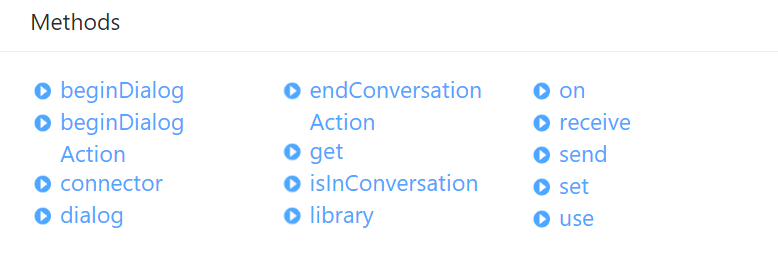 Methods
beginDialog
beginDialog
Action
connector
dialog
endConversation
Action
get
isInConversation
library
on
receive
send
set
use